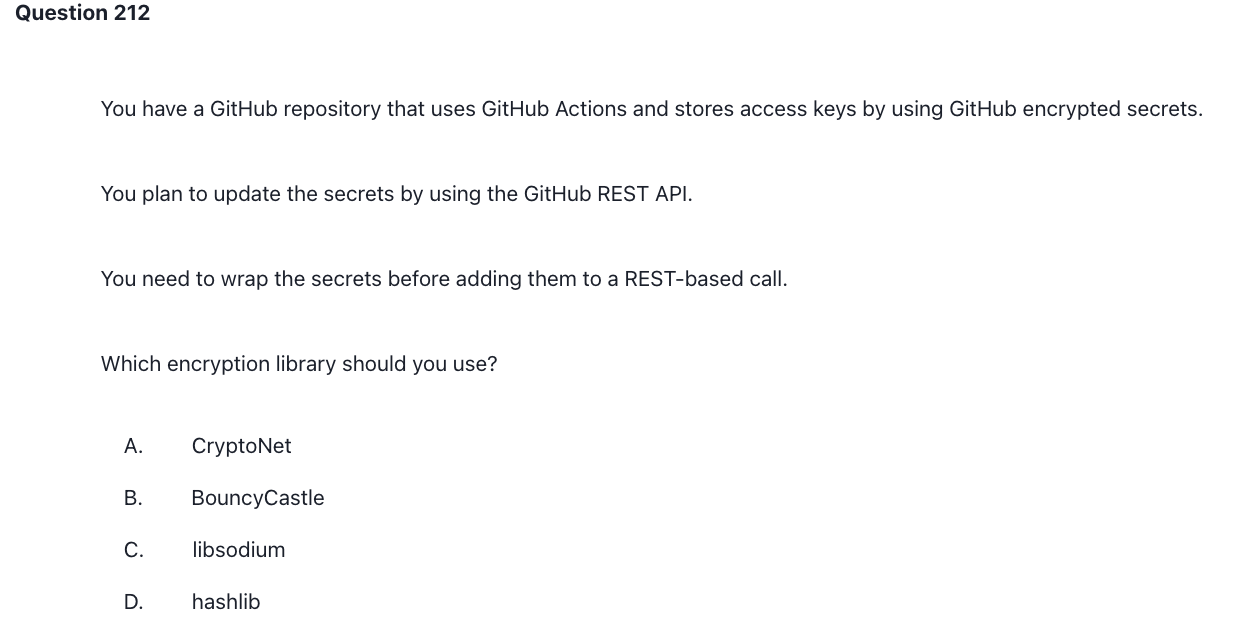 Question 212
You have a GitHub repository that uses GitHub Actions and stores access keys by using GitHub encrypted secrets.
You plan to update the secrets by using the GitHub REST API.
You need to wrap the secrets before adding them to a REST-based call.
Which encryption library should you use?
A. CryptoNet
B. BouncyCastle
C. libsodium
D. hashlib